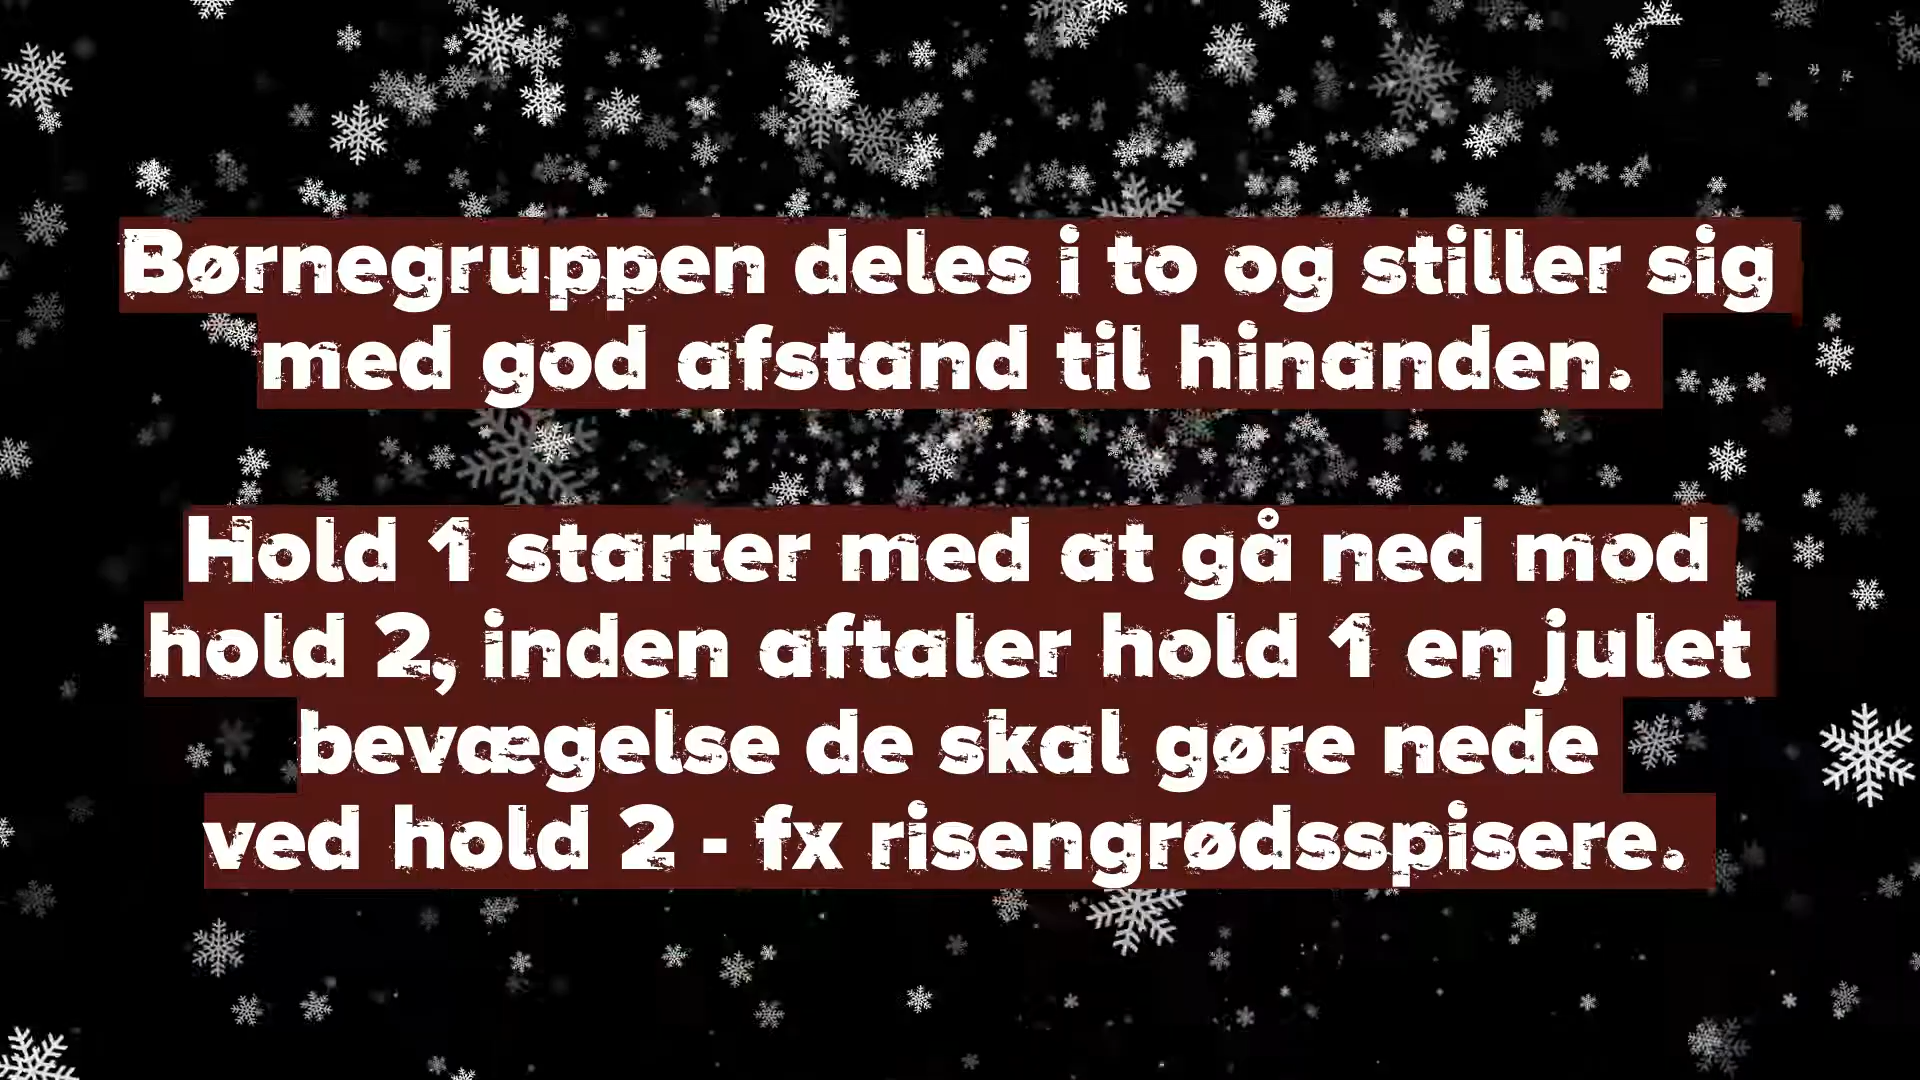 Børnegruppen deles i to og stiller sig
med god afstand til hinanden.
Hold 1 starter med at gå ned mod
hold 2, inden aftaler hold 1 en julet
bevægelse de skal gøre nede
ved hold 2 - fx risengrødsspisere.